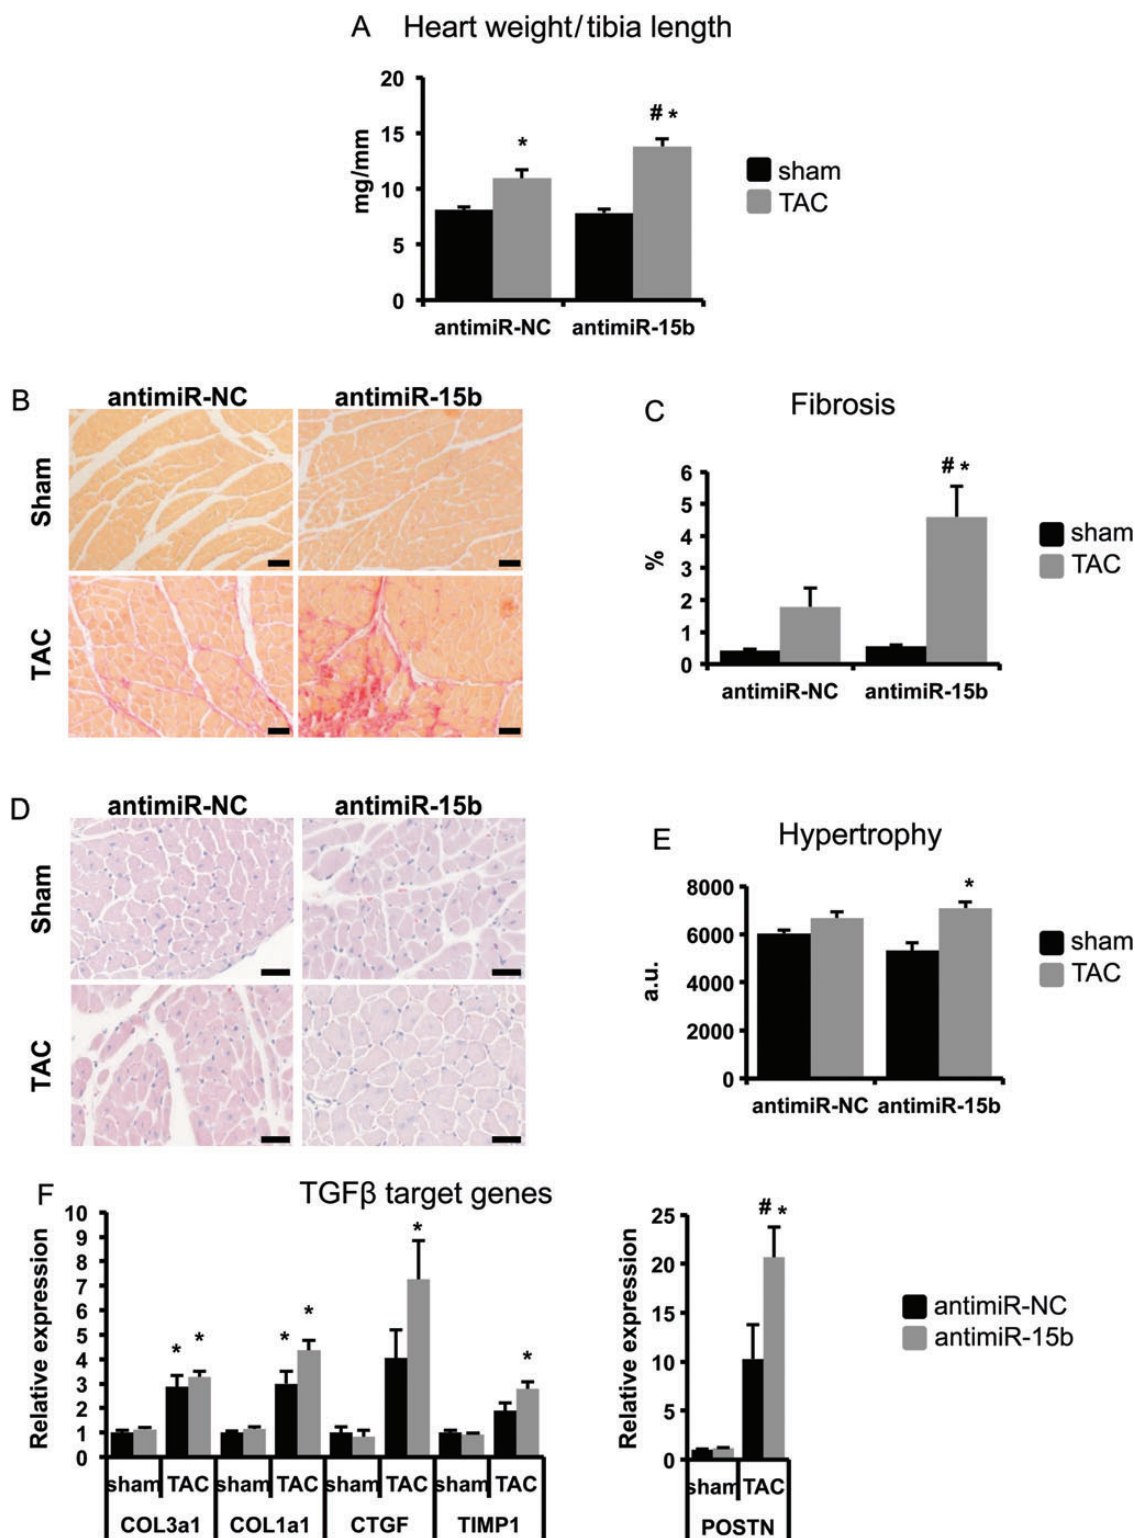 A Heart weight/tibia length
20
15
10
5
0
mg/mm
*
# *
antimiR-NC antimiR-15b
sham
TAC
B
antimiR-NC antimiR-15b
Sham
TAC
C Fibrosis
6
5
4
3
2
1
0
%
# *
antimiR-NC antimiR-15b
sham
TAC
D
antimiR-NC antimiR-15b
Sham
TAC
E Hypertrophy
8000
6000
4000
2000
0
a.u.
*
antimiR-NC antimiR-15b
sham
TAC
F TGFβ target genes
10
9
8
7
6
5
4
3
2
1
0
Relative expression
* * * * * *
sham TAC sham TAC sham TAC sham TAC
COL3a1 COL1a1 CTGF TIMP1
25
20
15
10
5
0
Relative expression
# *
sham TAC
POSTN
antimiR-NC
antimiR-15b